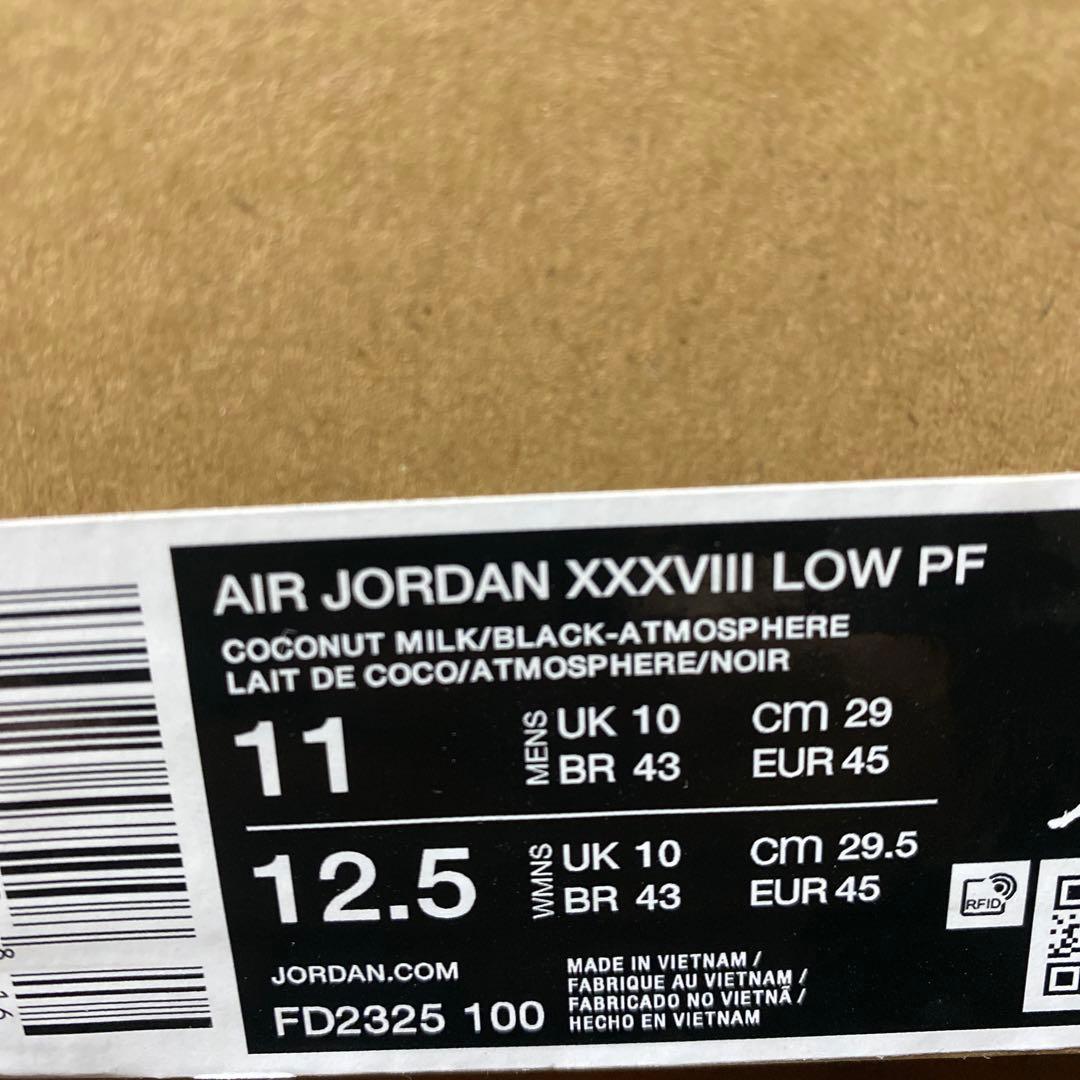 AIR JORDAN XXXVIII LOW PF
COCONUT MILK/BLACK-ATMOSPHERE
LAIT DE COCO/ATMOSPHERE/NOIR
11 MENS UK 10 cm 29
BR 43 EUR 45
12.5 WMNS UK 10 cm 29.5
BR 43 EUR 45
RFID
JORDAN.COM
FD2325 100
MADE IN VIETNAM /
FABRIQUE AU VIETNAM /
FABRICADO NO VIETNÃ /
HECHO EN VIETNAM